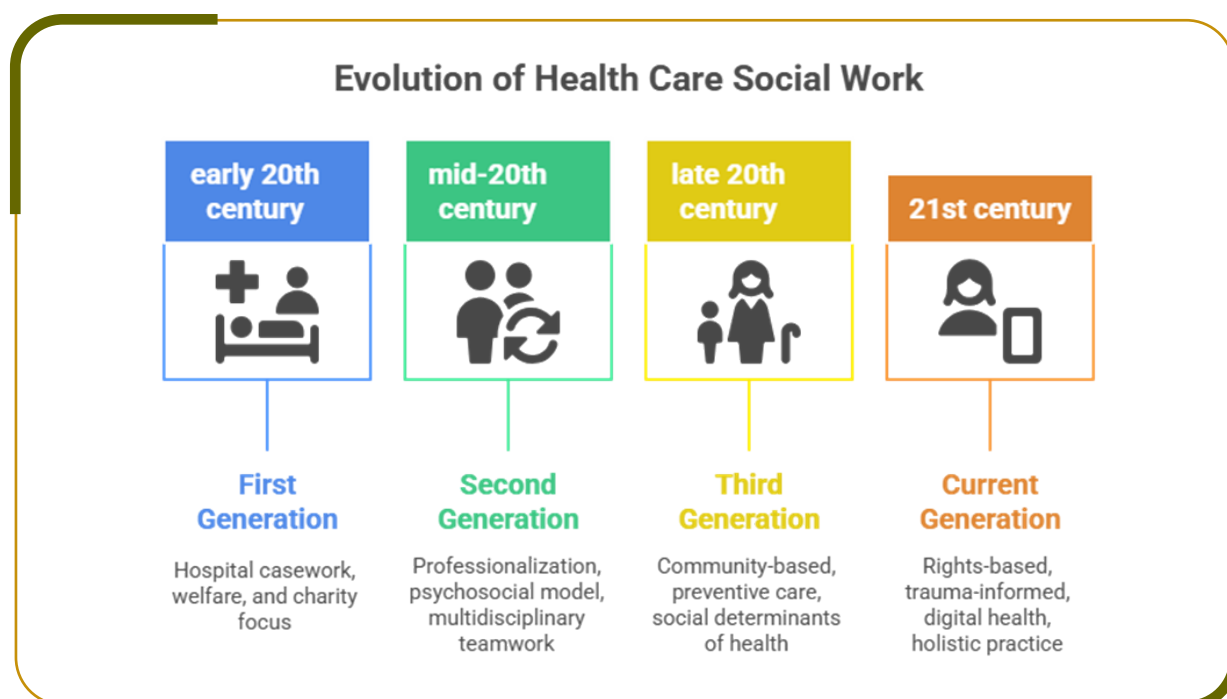 Evolution of Health Care Social Work
early 20th
century
mid-20th
century
late 20th
century
21st century
First
Generation
Second
Generation
Third
Generation
Current
Generation
Hospital casework,
welfare, and charity
focus
Professionalization,
psychosocial model,
multidisciplinary
teamwork
Community-based,
preventive care,
social determinants
of health
Rights-based,
trauma-informed,
digital health,
holistic practice